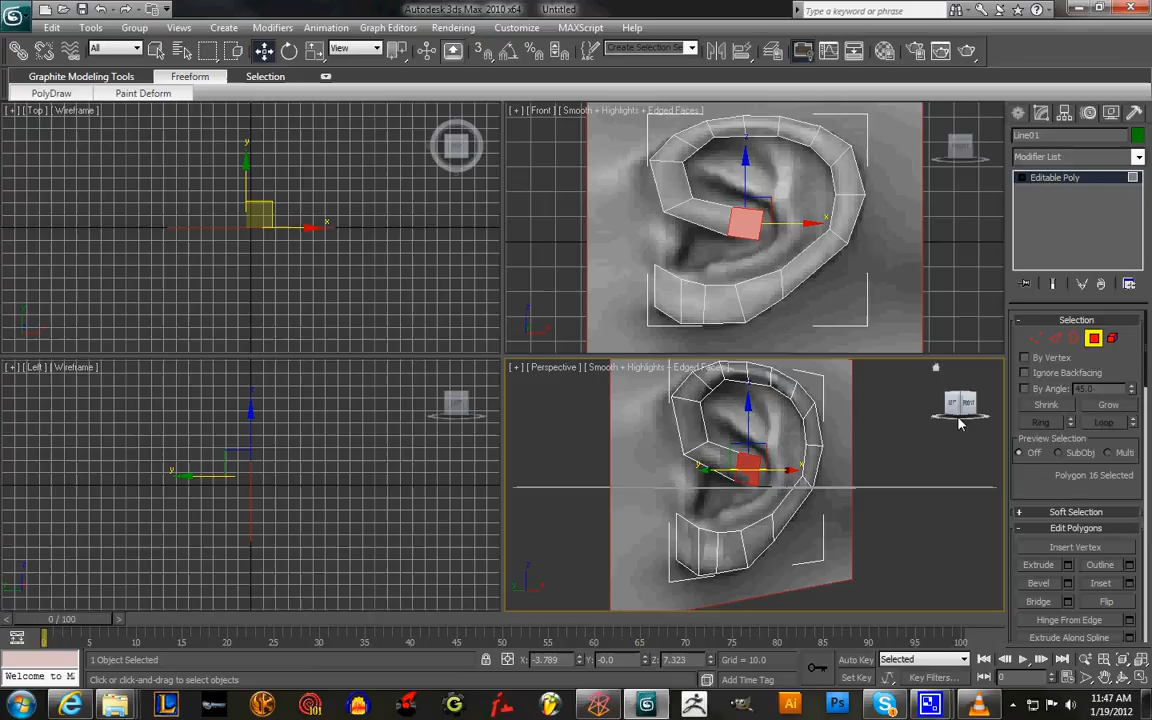 Autodesk 3ds Max 2010 x64 Untitled
Type a keyword or phrase
Edit Tools Group Views Create Modifiers Animation Graph Editors Rendering Customize MAXScript Help
All View Create Selection Se
Graphite Modeling Tools Freeform Selection
PolyDraw Paint Deform
[ + ] [ Top ] [ Wireframe ]
[ + ] [ Front ] [ Smooth + Highlights + Edged Faces ]
Line01
Modifier List
Editable Poly
[ + ] [ Left ] [ Wireframe ]
[ + ] [ Perspective ] [ Smooth + Highlights + Edged Faces ]
- Selection
By Vertex
Ignore Backfacing
By Angle: 45.0
Shrink Grow
Ring Loop
Preview Selection
Off SubObj Multi
Polygon 16 Selected
+ Soft Selection
- Edit Polygons
Insert Vertex
Extrude Outline
Bevel Inset
Bridge Flip
Hinge From Edge
Extrude Along Spline
< 0 / 100 >
0 5 10 15 20 25 30 35 40 45 50 55 60 65 70 75 80 85 90 95 100
1 Object Selected X: -3.789 Y: -0.0 Z: 7.323 Grid = 10.0 Auto Key Selected
Welcome to M Click or click-and-drag to select objects Add Time Tag Set Key Key Filters... 0
11:47 AM
1/19/2012